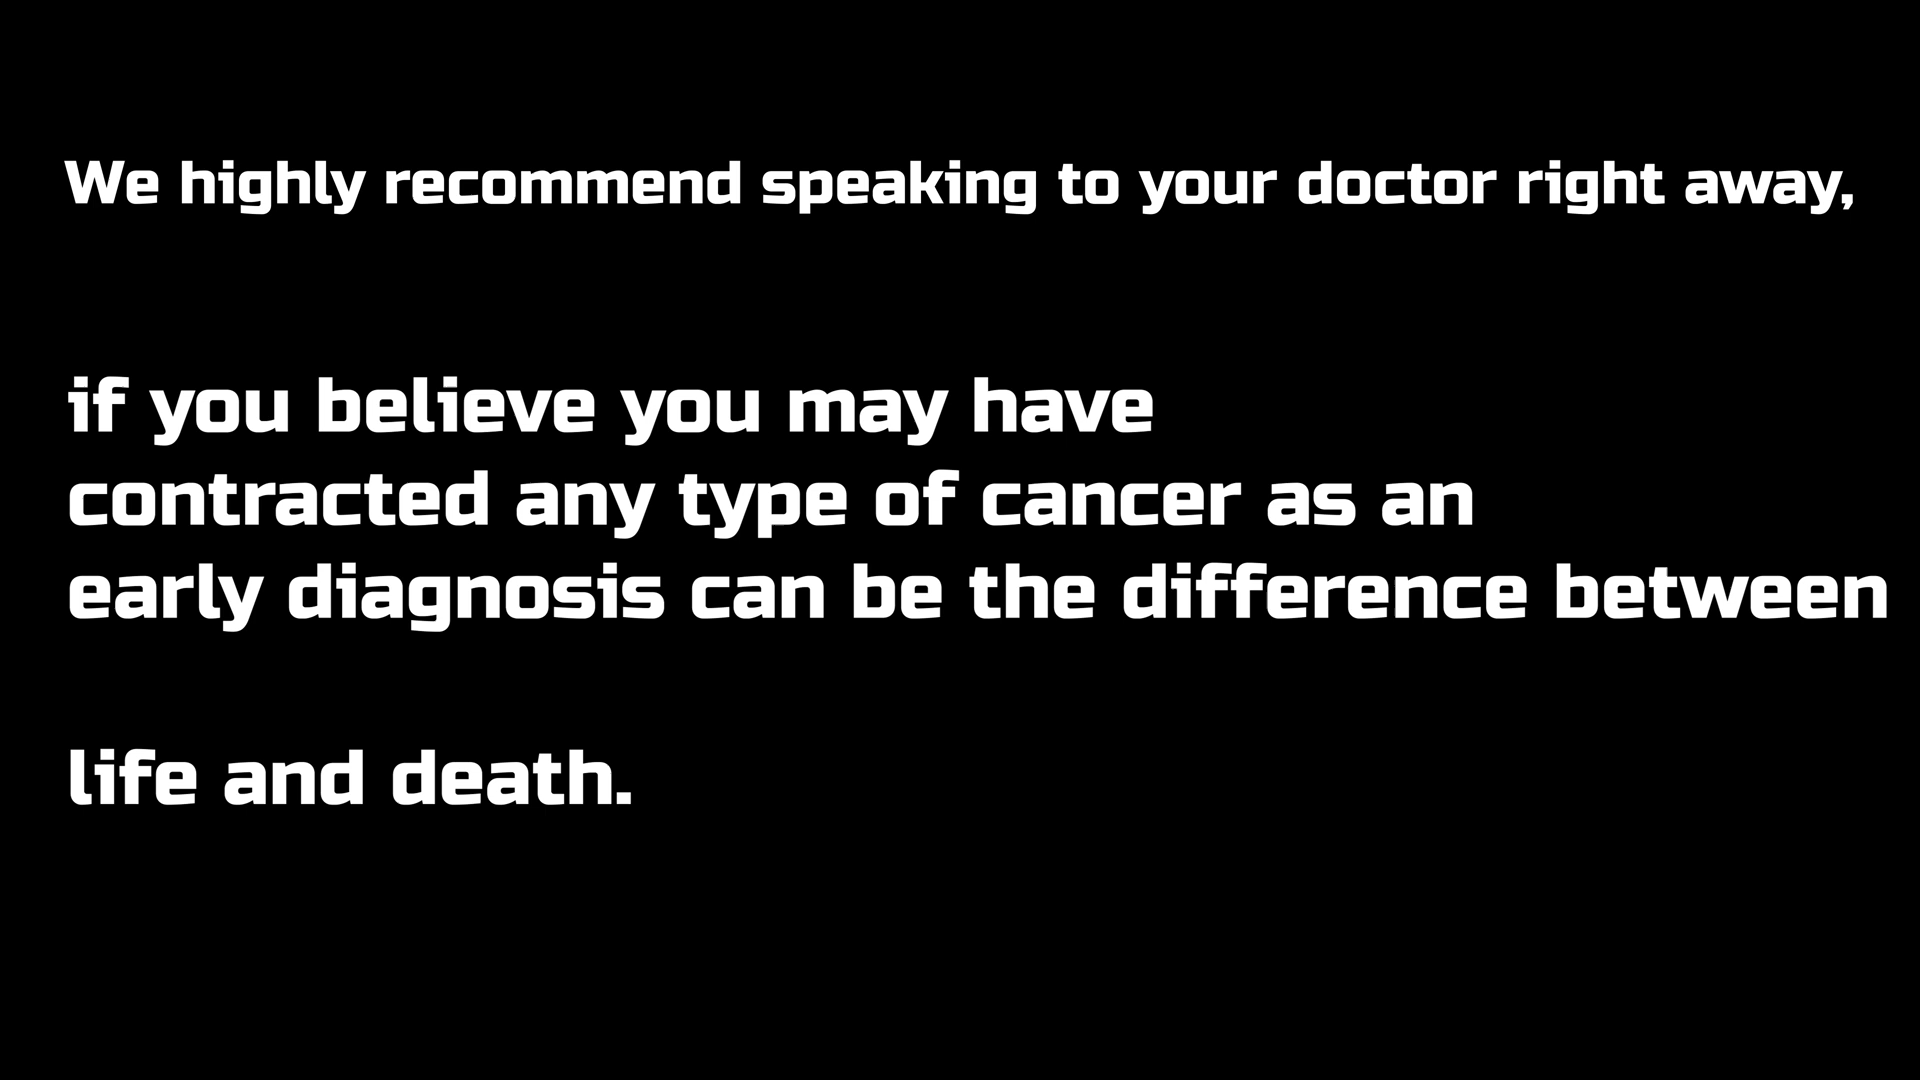 We highly recommend speaking to your doctor right away,
if you believe you may have
contracted any type of cancer as an
early diagnosis can be the difference between
life and death.